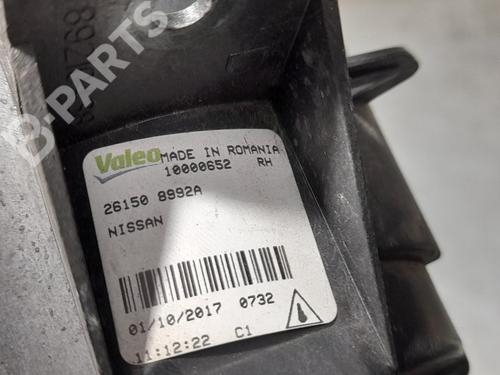 B-PARTS
Valeo MADE IN ROMANIA
10000652 RH
26150 8992A
NISSAN
01/10/2017 0732
11:12:22 C1